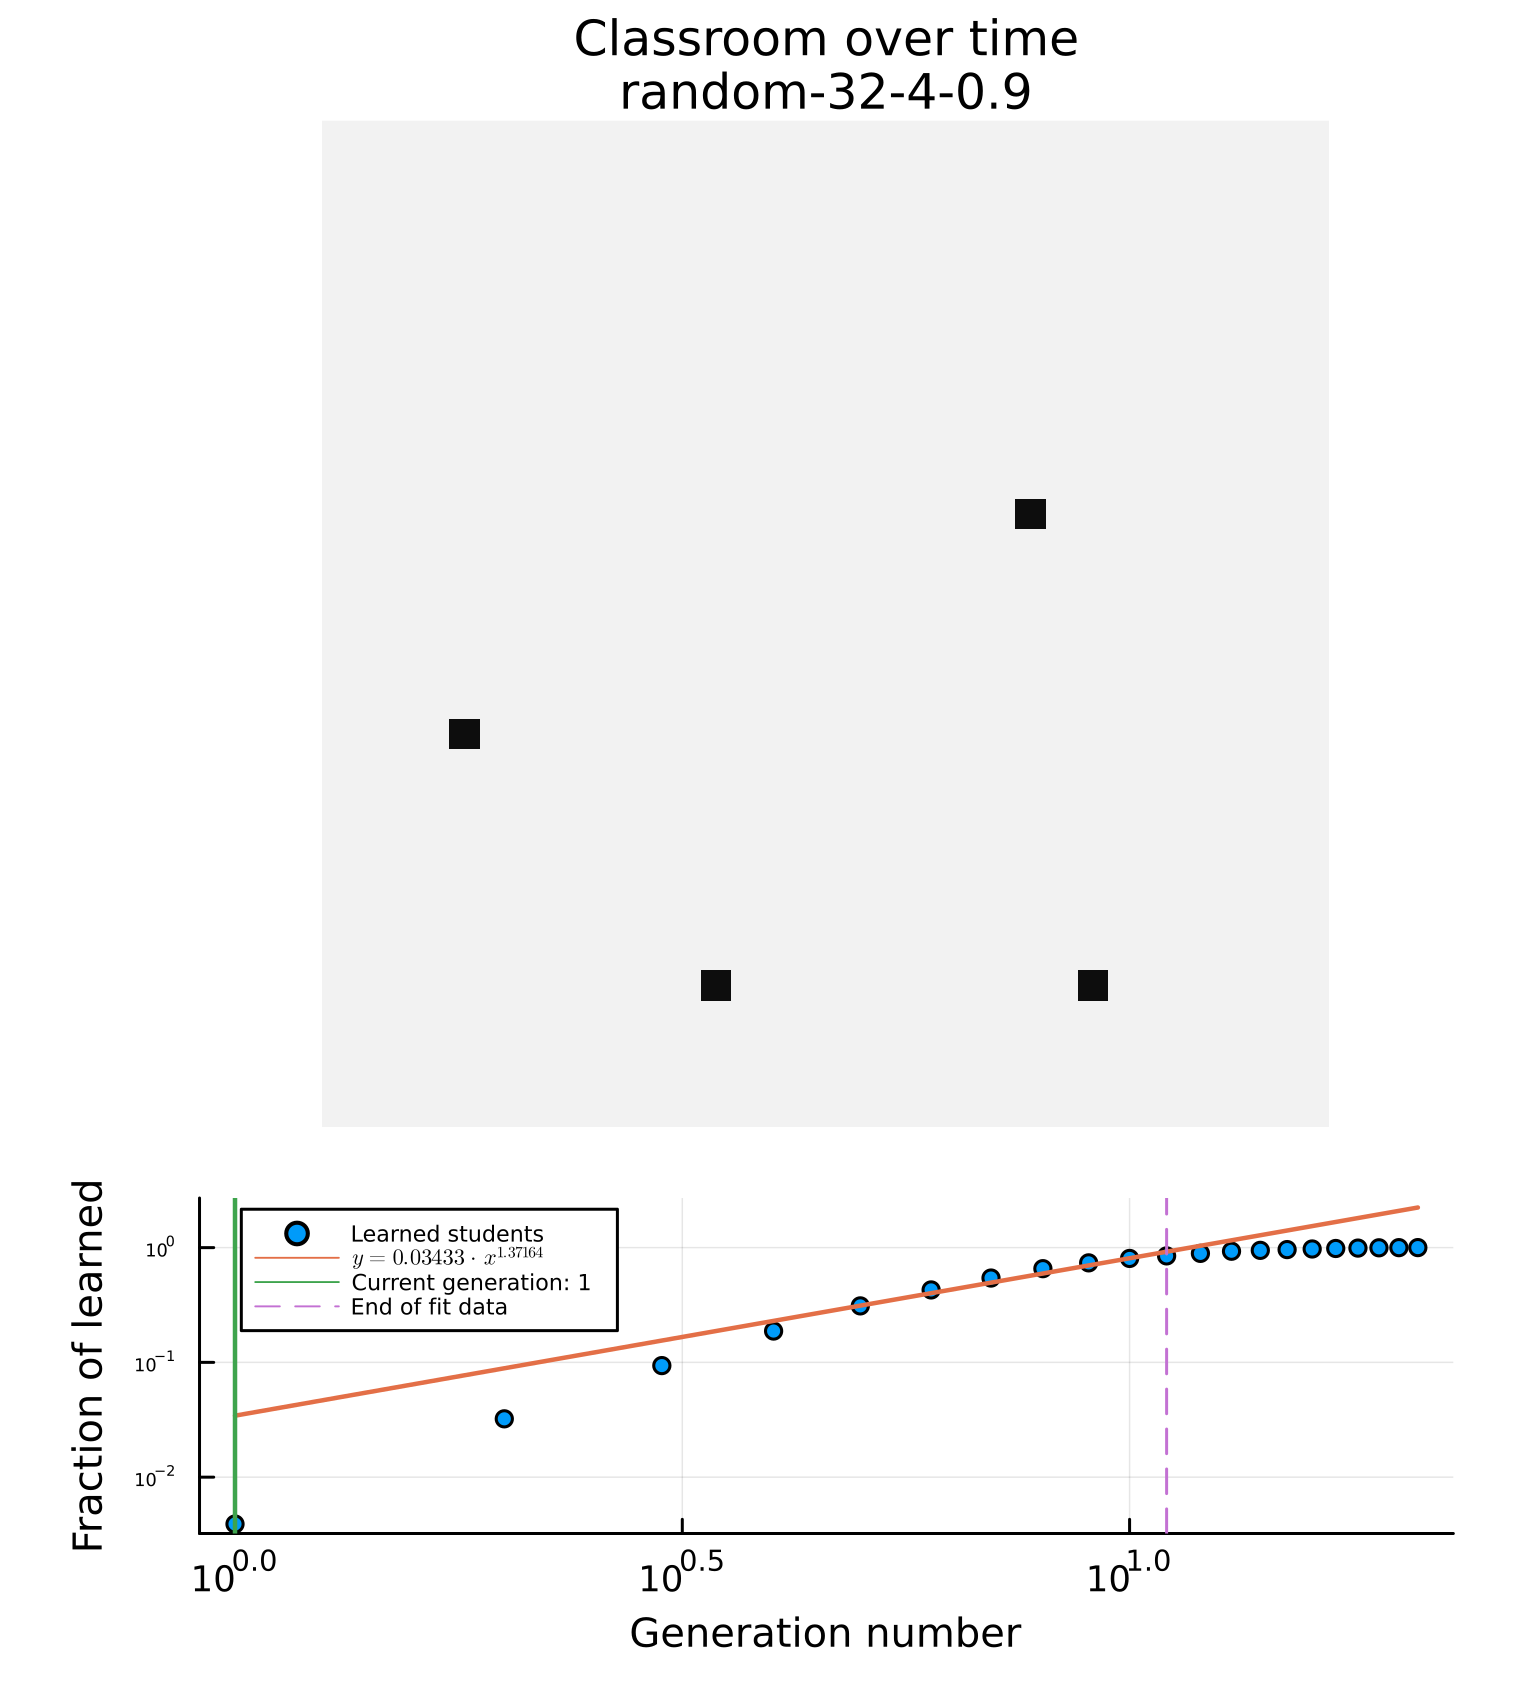 Classroom over time
random-32-4-0.9
Fraction of learned
10⁰
10⁻¹
10⁻²
Learned students
y = 0.03433 · x^1.37164
Current generation: 1
End of fit data
10^0.0 10^0.5 10^1.0
Generation number